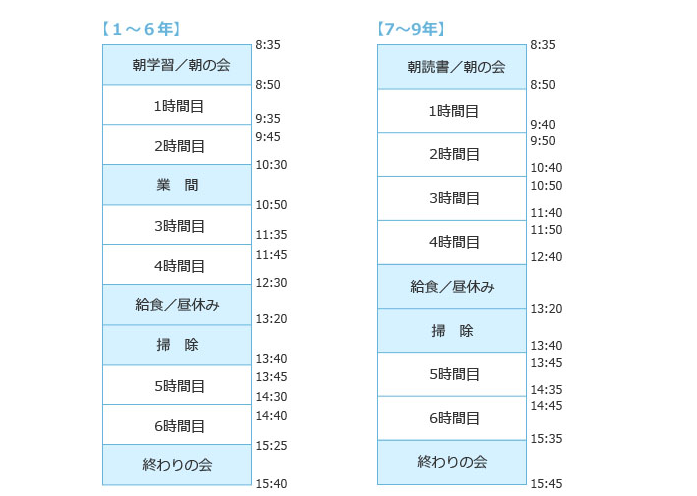 【１～６年】
8:35
朝学習／朝の会
8:50
1時間目
9:35
9:45
2時間目
10:30
業　間
10:50
3時間目
11:35
11:45
4時間目
12:30
給食／昼休み
13:20
掃　除
13:40
13:45
5時間目
14:30
14:40
6時間目
15:25
終わりの会
15:40
【7～9年】
8:35
朝読書／朝の会
8:50
1時間目
9:40
9:50
2時間目
10:40
10:50
3時間目
11:40
11:50
4時間目
12:40
給食／昼休み
13:20
掃　除
13:40
13:45
5時間目
14:35
14:45
6時間目
15:35
終わりの会
15:45